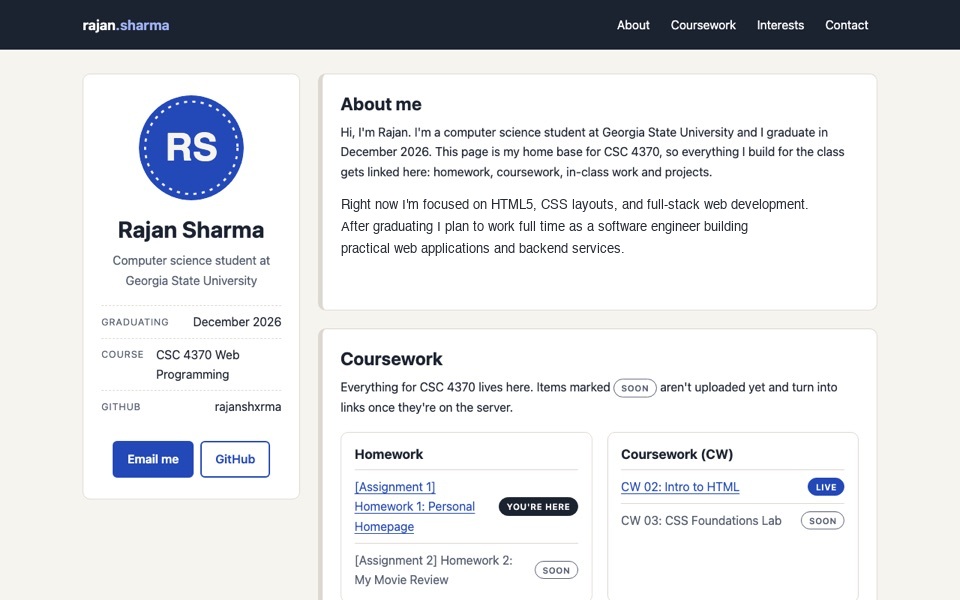 rajan.sharma
About Coursework Interests Contact
RS
Rajan Sharma
Computer science student at
Georgia State University
GRADUATING December 2026
COURSE CSC 4370 Web
Programming
GITHUB rajanshxrma
Email me GitHub
About me
Hi, I'm Rajan. I'm a computer science student at Georgia State University and I graduate in
December 2026. This page is my home base for CSC 4370, so everything I build for the class
gets linked here: homework, coursework, in-class work and projects.
Right now I'm focused on HTML5, CSS layouts, and full-stack web development.
After graduating I plan to work full time as a software engineer building
practical web applications and backend services.
Coursework
Everything for CSC 4370 lives here. Items marked SOON aren't uploaded yet and turn into
links once they're on the server.
Homework
[Assignment 1]
Homework 1: Personal
Homepage
YOU'RE HERE
[Assignment 2] Homework 2:
My Movie Review
SOON
Coursework (CW)
CW 02: Intro to HTML LIVE
CW 03: CSS Foundations Lab SOON